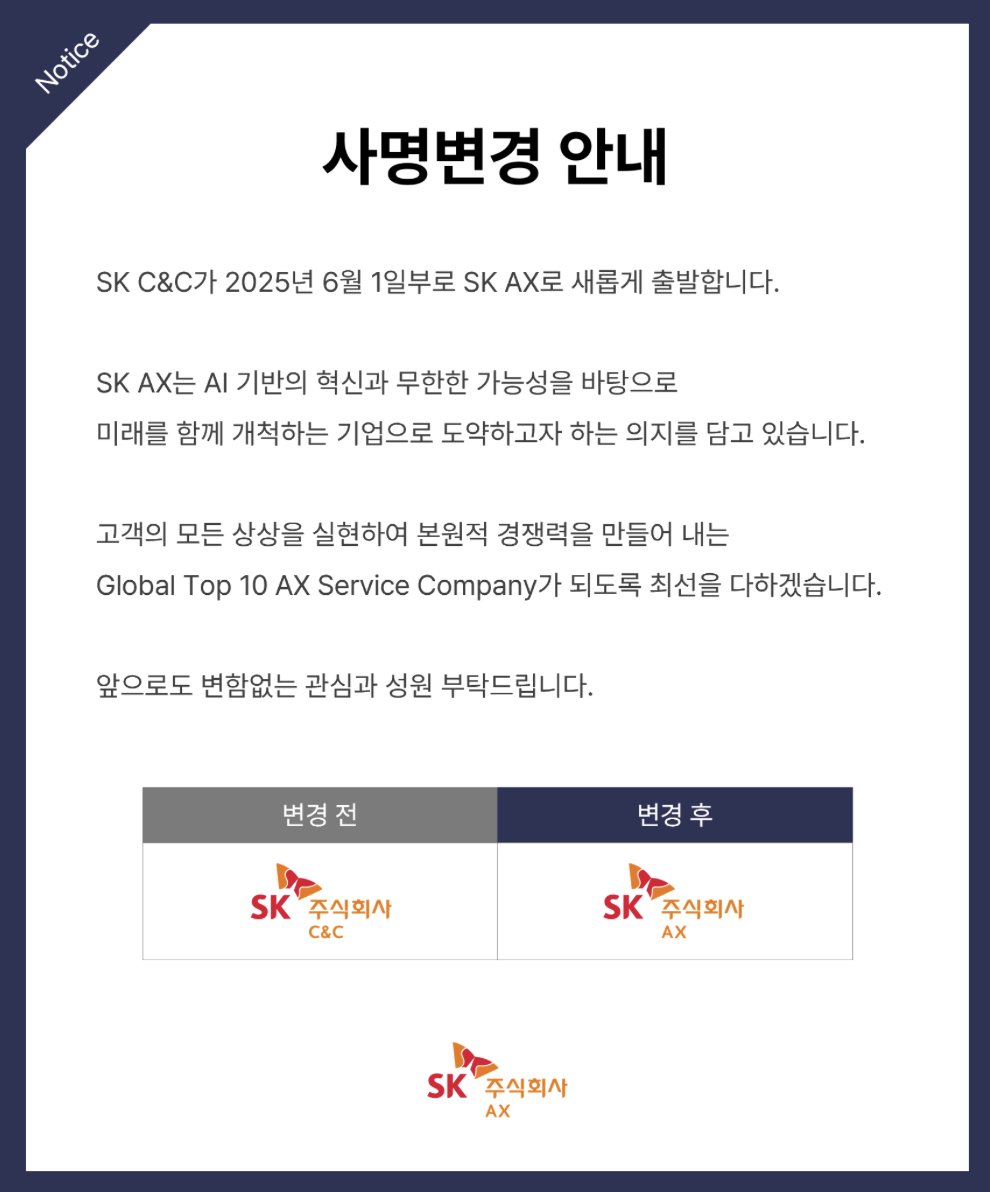 Notice
사명변경 안내
SK C&C가 2025년 6월 1일부로 SK AX로 새롭게 출발합니다.
SK AX는 AI 기반의 혁신과 무한한 가능성을 바탕으로
미래를 함께 개척하는 기업으로 도약하고자 하는 의지를 담고 있습니다.
고객의 모든 상상을 실현하여 본원적 경쟁력을 만들어 내는
Global Top 10 AX Service Company가 되도록 최선을 다하겠습니다.
앞으로도 변함없는 관심과 성원 부탁드립니다.
변경 전 변경 후
SK 주식회사 SK 주식회사
C&C AX
SK 주식회사
AX